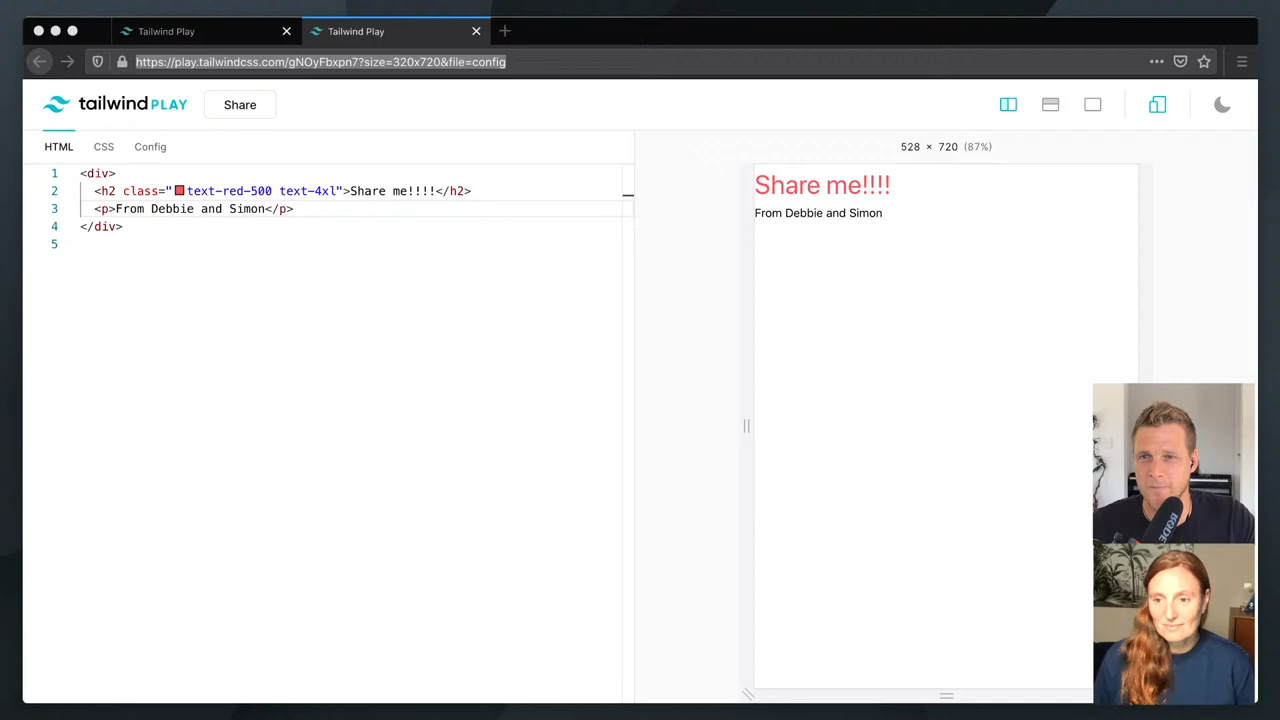 Tailwind Play
Tailwind Play
https://play.tailwindcss.com/gNOyFbxpn7?size=320x720&file=config
tailwind PLAY
Share
HTML
CSS
Config
528 × 720 (87%)
1 <div>
2 <h2 class="text-red-500 text-4xl">Share me!!!!</h2>
3 <p>From Debbie and Simon</p>
4 </div>
5
Share me!!!!
From Debbie and Simon
RODE